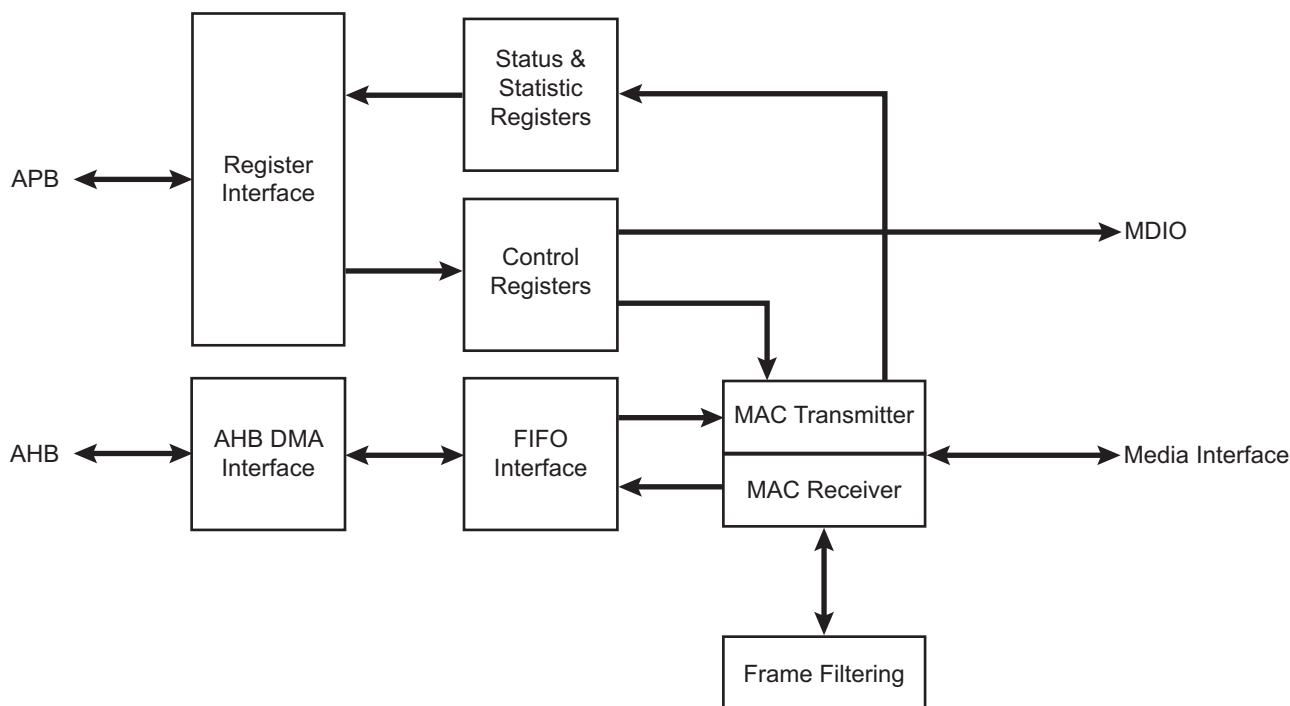 Status &
Statistic
Registers
APB
Register
Interface
MDIO
Control
Registers
MAC Transmitter
AHB
AHB DMA
Interface
FIFO
Interface
Media Interface
MAC Receiver
Frame Filtering